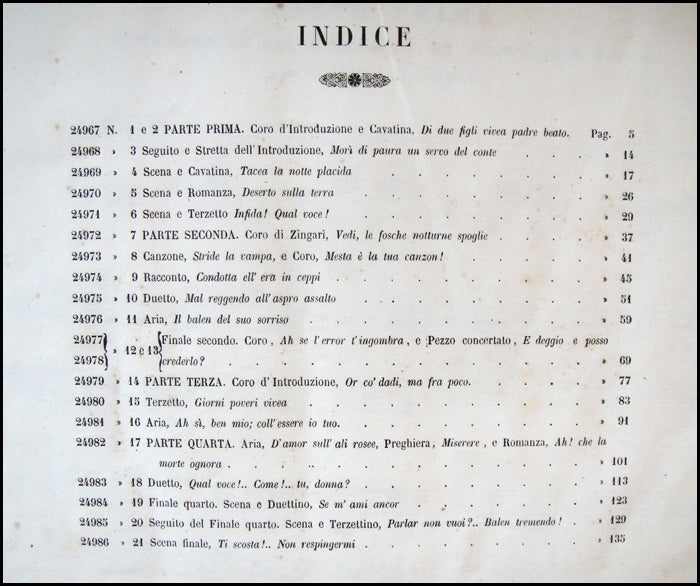 INDICE
24967 N. 1 e 2 PARTE PRIMA. Coro d'Introduzione e Cavatina, Di due figli vivea padre beato. Pag. 5
24968 » 3 Seguito e Stretta dell'Introduzione, Morì di paura un servo del conte . . . . » 14
24969 » 4 Scena e Cavatina, Tacea la notte placida . . . . . . . . . » 17
24970 » 5 Scena e Romanza, Deserto sulla terra . . . . . . . . . » 26
24971 » 6 Scena e Terzetto Infida! Qual voce! . . . . . . . . . » 29
24972 » 7 PARTE SECONDA. Coro di Zingari, Vedi, le fosche notturne spoglie . . . . » 37
24973 » 8 Canzone, Stride la vampa, e Coro, Mesta è la tua canzon! . . . . . » 41
24974 » 9 Racconto, Condotta ell' era in ceppi . . . . . . . . . » 45
24975 » 10 Duetto, Mal reggendo all'aspro assalto . . . . . . . . . » 51
24976 » 11 Aria, Il balen del suo sorriso . . . . . . . . . . » 59
24977 } » 12 e 13 { Finale secondo. Coro, Ah se l'error t'ingombra, e Pezzo concertato, E deggio e posso
24978 } crederlo? . . . . . . . . . . . . » 69
24979 » 14 PARTE TERZA. Coro d'Introduzione, Or co' dadi, ma fra poco. . . . . . » 77
24980 » 15 Terzetto, Giorni poveri vivea . . . . . . . . . . » 83
24981 » 16 Aria, Ah sì, ben mio; coll'essere io tuo. . . . . . . . . » 91
24982 » 17 PARTE QUARTA. Aria, D'amor sull' ali rosee, Preghiera, Miserere, e Romanza, Ah! che la
morte ognora . . . . . . . . . . . » 101
24983 » 18 Duetto, Qual voce!.. Come!.. tu, donna? . . . . . . . . » 113
24984 » 19 Finale quarto. Scena e Duettino, Se m' ami ancor . . . . . . » 123
24985 » 20 Seguito del Finale quarto. Scena e Terzettino, Parlar non vuoi?.. Balen tremendo! . » 129
24986 » 21 Scena finale, Ti scosta!.. Non respingermi . . . . . . . . » 135